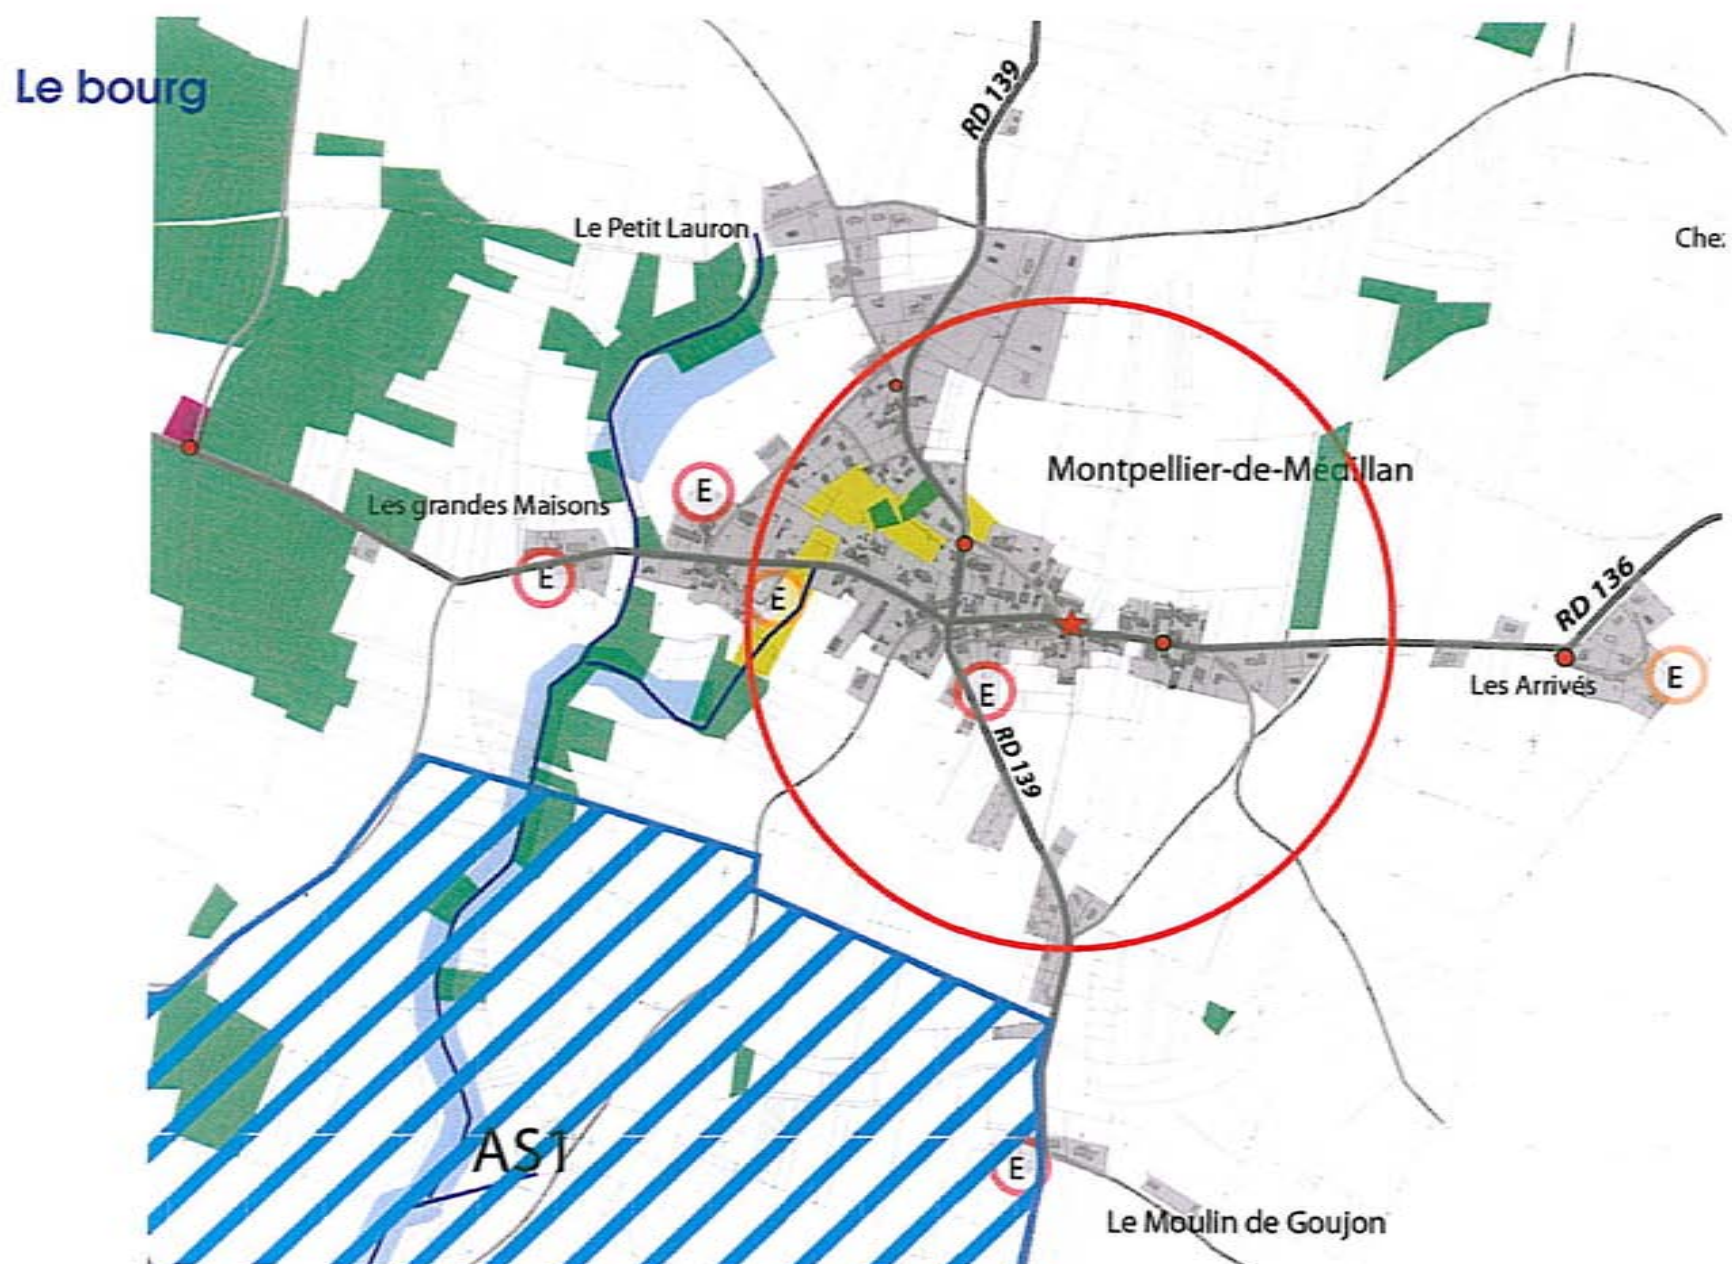 Le bourg
RD 139
Le Petit Lauron
Che
Montpellier-de-Médillan
E
Les grandes Maisons
E
E
RD 136
E
Les Arrivés
E
RD 139
AS1
E
Le Moulin de Goujon